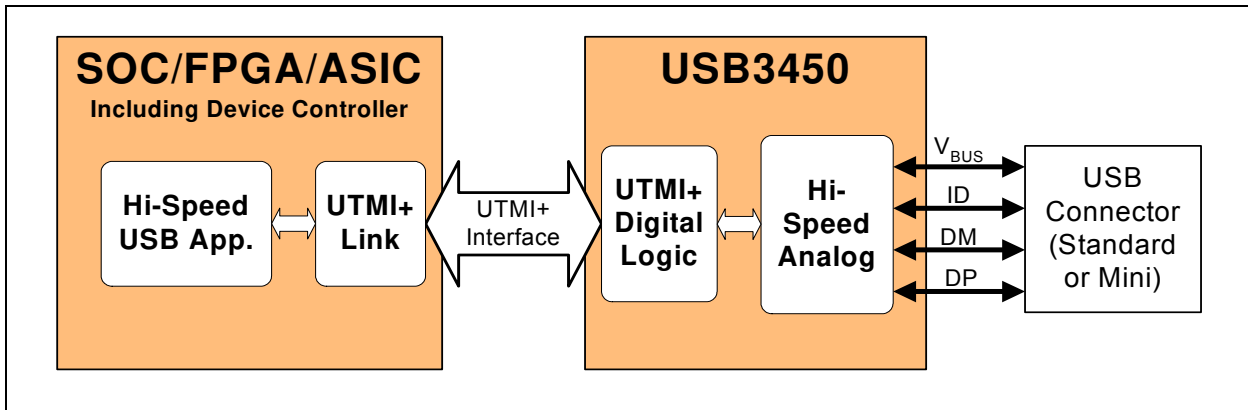 SOC/FPGA/ASIC
Including Device Controller
Hi-Speed
USB App.
UTMI+
Link
UTMI+
Interface
USB3450
UTMI+
Digital
Logic
Hi-
Speed
Analog
VBUS
ID
DM
DP
USB
Connector
(Standard
or Mini)